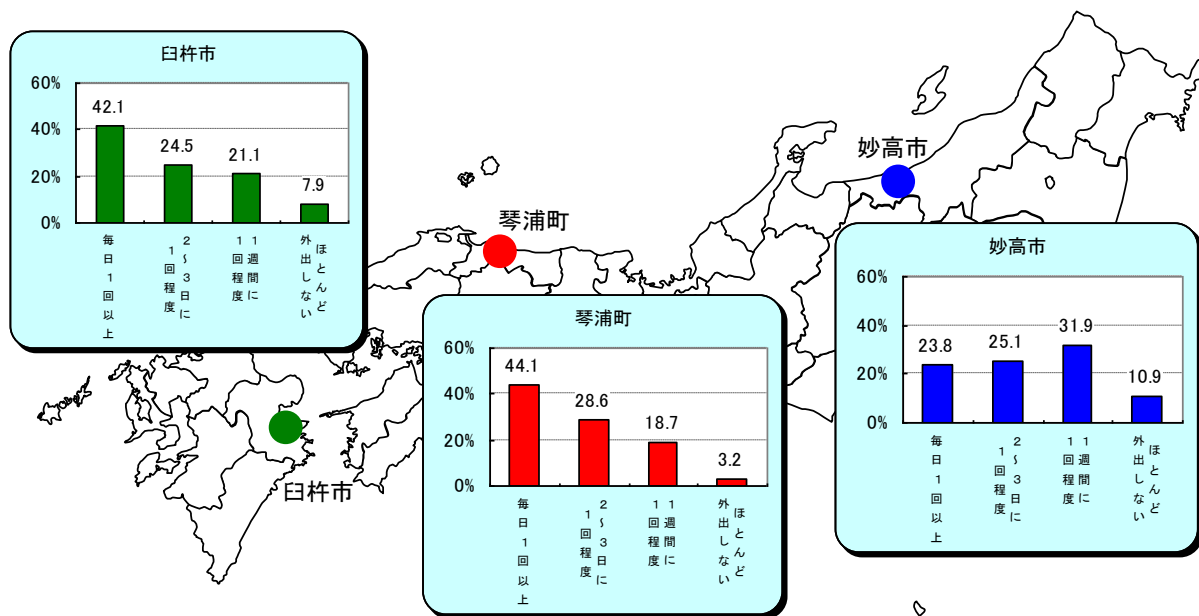 臼杵市
60%
40%
20%
0%
42.1
24.5
21.1
7.9
毎日1回以上
2~3日に
1回程度
1週間に
1回程度
ほとんど
外出しない
妙高市
琴浦町
臼杵市
琴浦町
60%
40%
20%
0%
44.1
28.6
18.7
3.2
毎日1回以上
2~3日に
1回程度
1週間に
1回程度
ほとんど
外出しない
妙高市
60%
40%
20%
0%
23.8
25.1
31.9
10.9
毎日1回以上
2~3日に
1回程度
1週間に
1回程度
ほとんど
外出しない